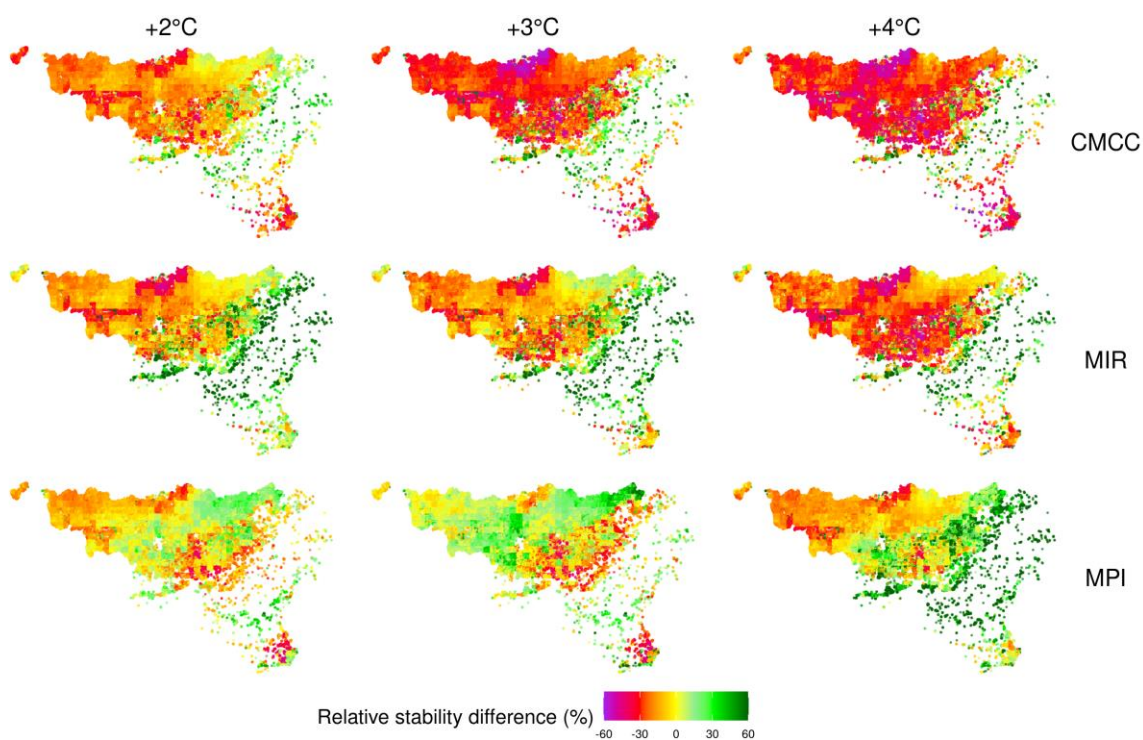 +2°C +3°C +4°C
CMCC
MIR
MPI
Relative stability difference (%)
-60 -30 0 30 60